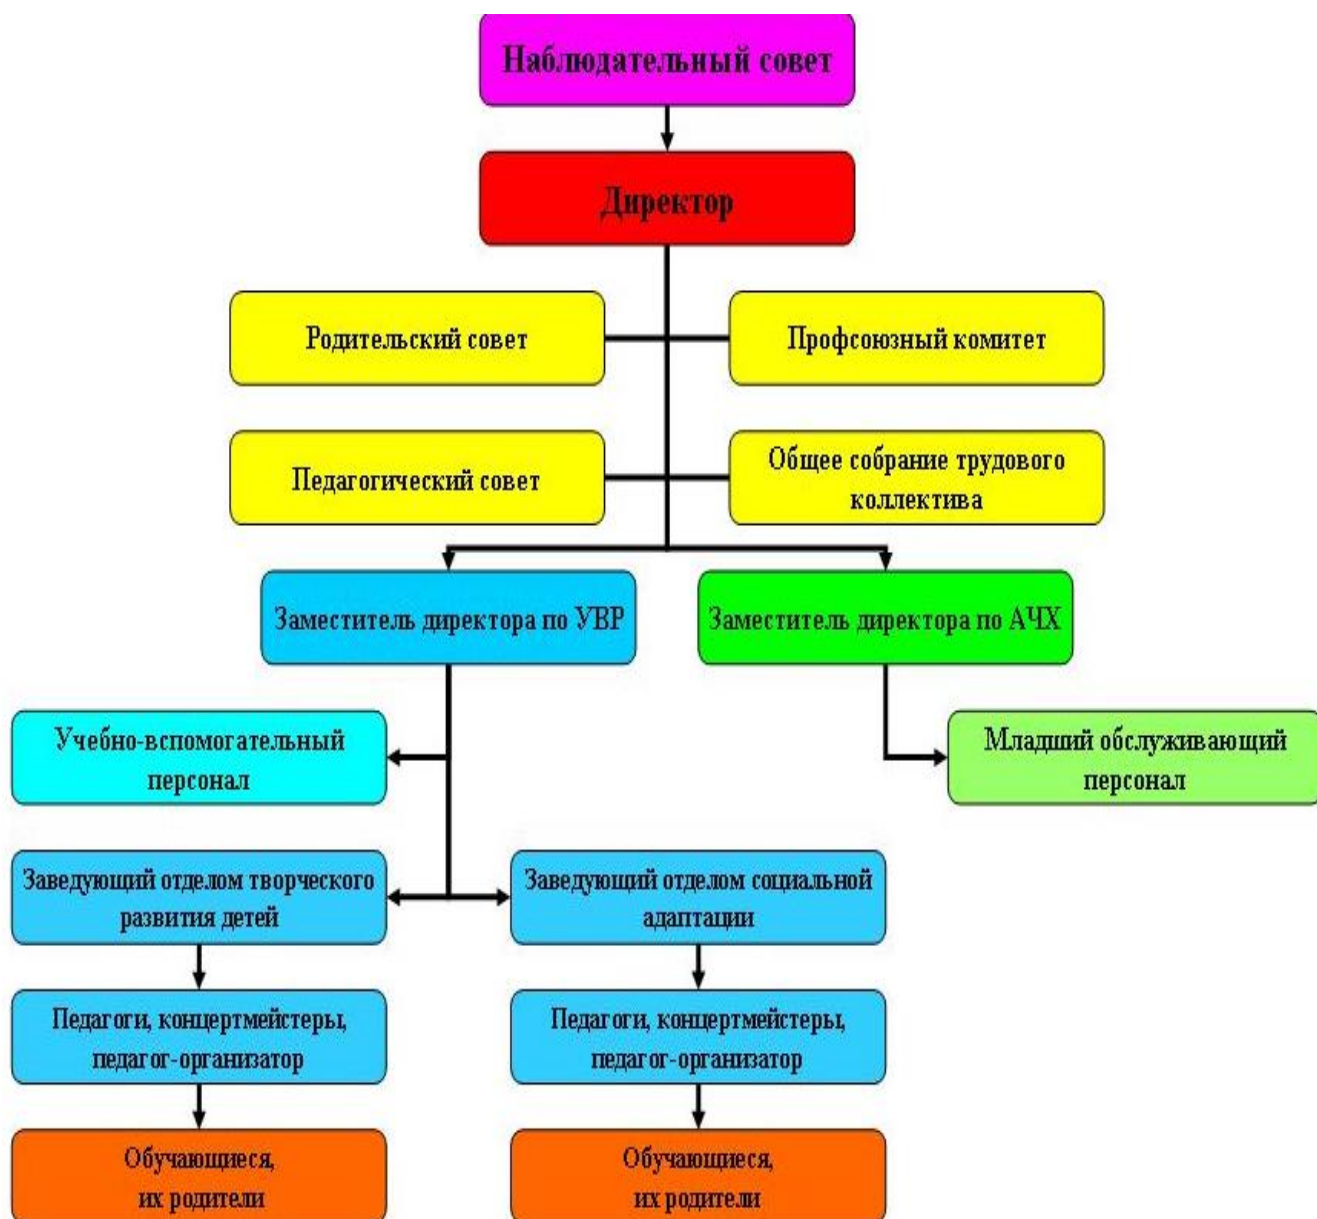 Наблюдательный совет
Директор
Родительский совет
Профсоюзный комитет
Педагогический совет
Общее собрание трудового
коллектива
Заместитель директора по УВР
Заместитель директора по АЧХ
Учебно-вспомогательный
персонал
Младший обслуживающий
персонал
Заведующий отделом творческого
развития детей
Заведующий отделом социальной
адаптации
Педагоги, концертмейстеры,
педагог-организатор
Педагоги, концертмейстеры,
педагог-организатор
Обучающиеся,
их родители
Обучающиеся,
их родители